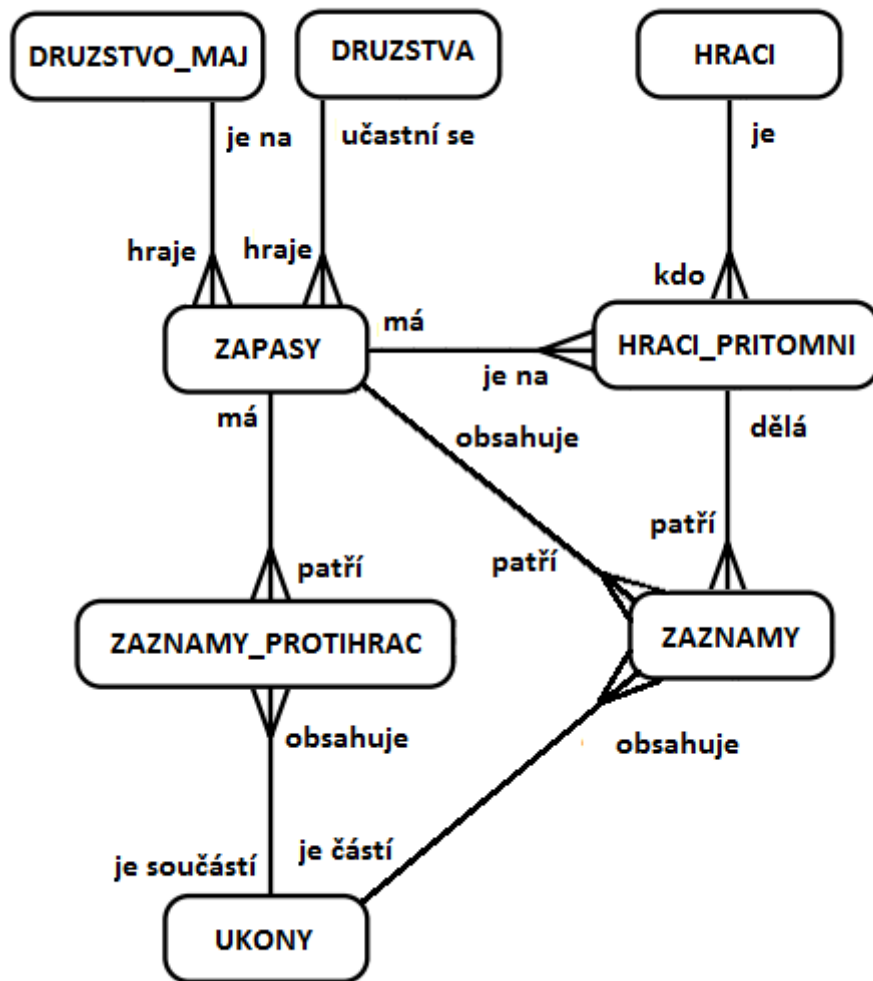 DRUZSTVO_MAJ
DRUZSTVA
HRACI
je na
učastní se
je
hraje
hraje
kdo
ZAPASY
má
HRACI_PRITOMNI
je na
má
obsahuje
dělá
patří
patří
patří
ZAZNAMY_PROTIHRAC
ZAZNAMY
obsahuje
obsahuje
je součástí
je částí
UKONY